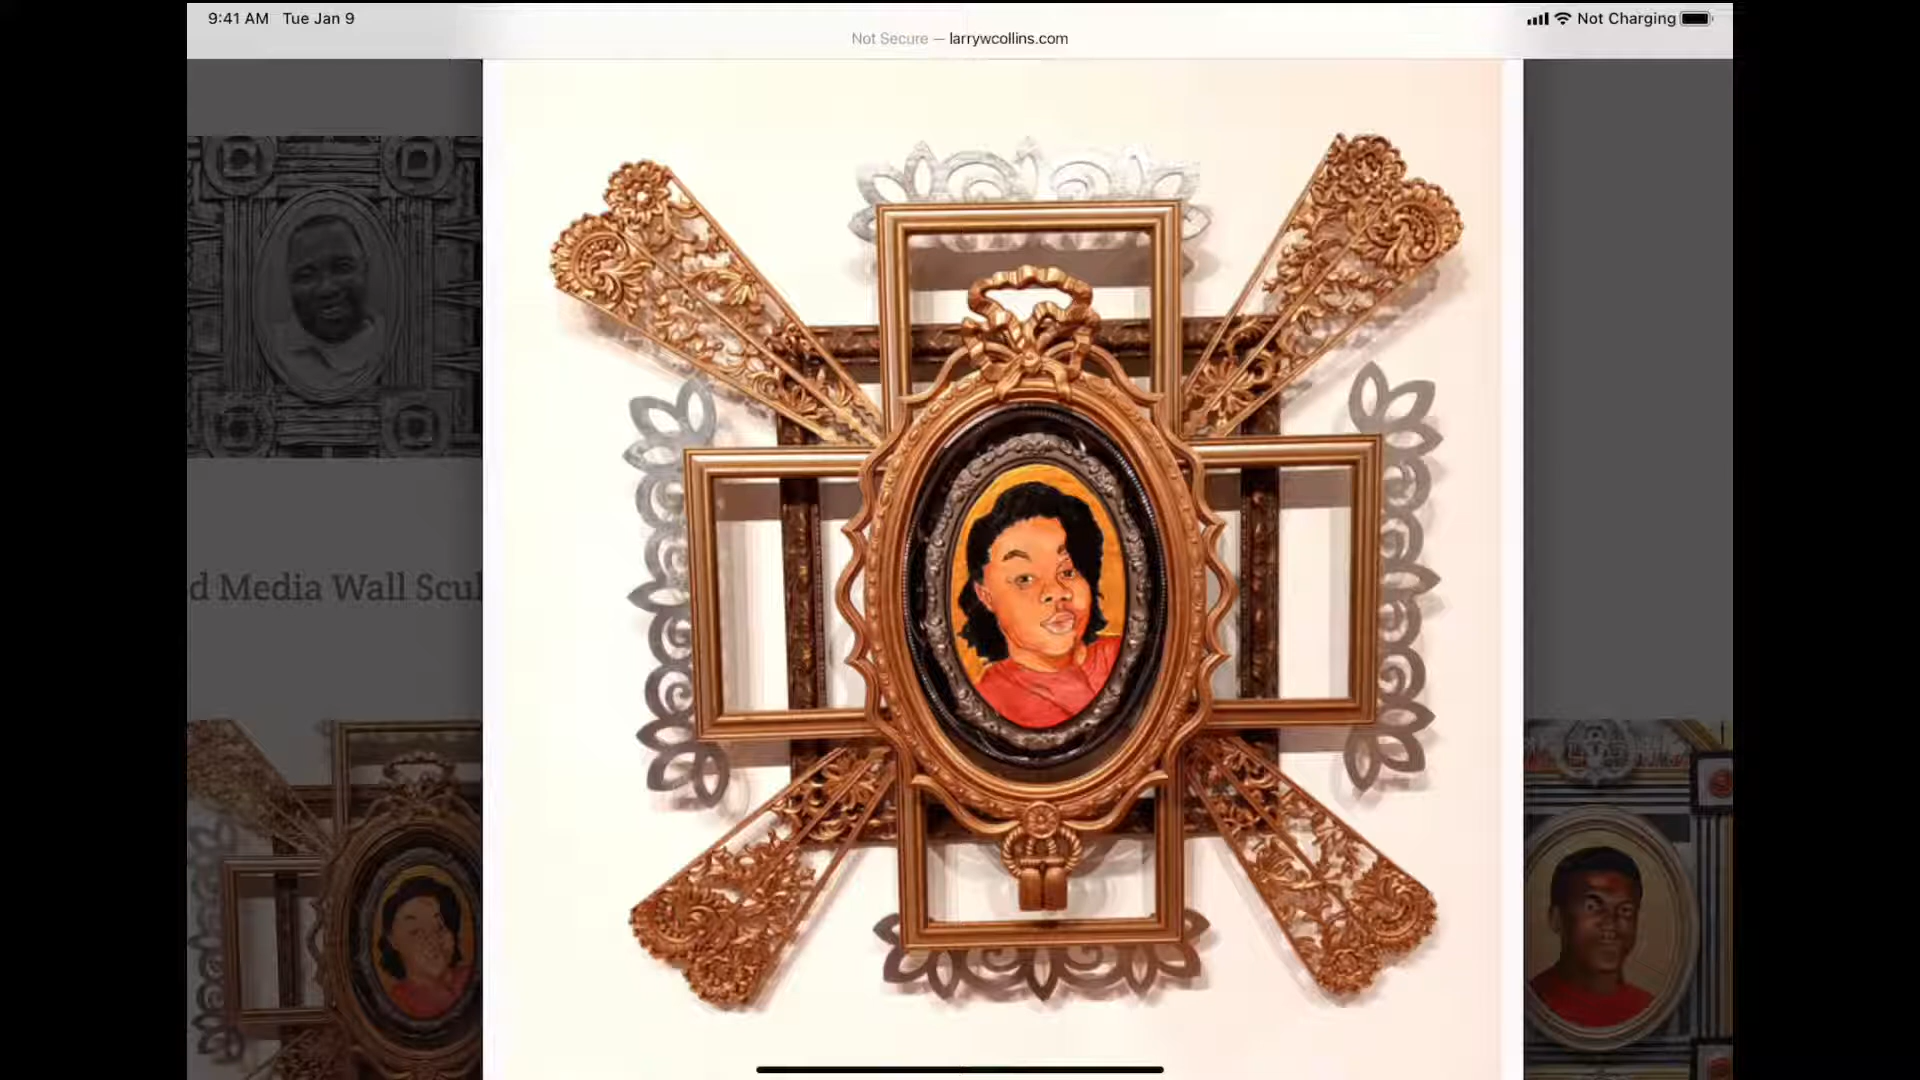 9:41 AM Tue Jan 9
Not Charging
Not Secure — larrywcollins.com
d Media Wall Scul